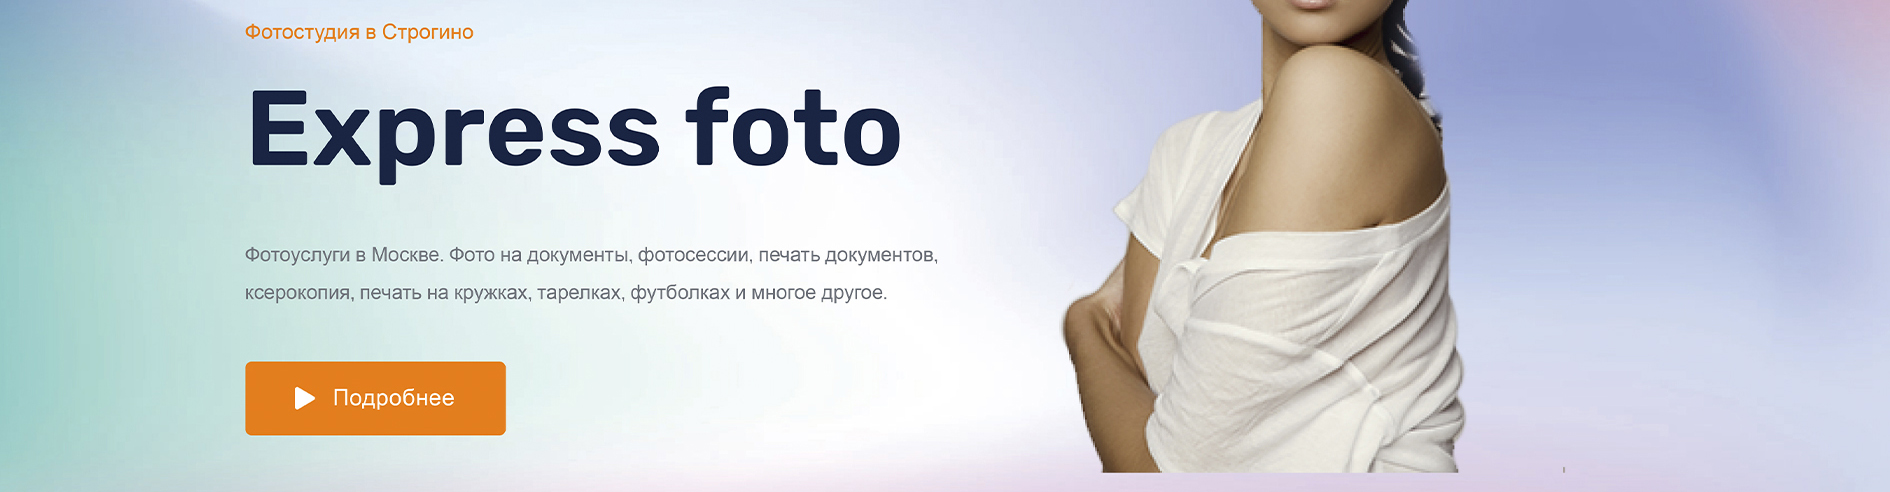 Фотостудия в Строгино
Express foto
Фотоуслуги в Москве. Фото на документы, фотосессии, печать документов,
ксерокопия, печать на кружках, тарелках, футболках и многое другое.
Подробнее